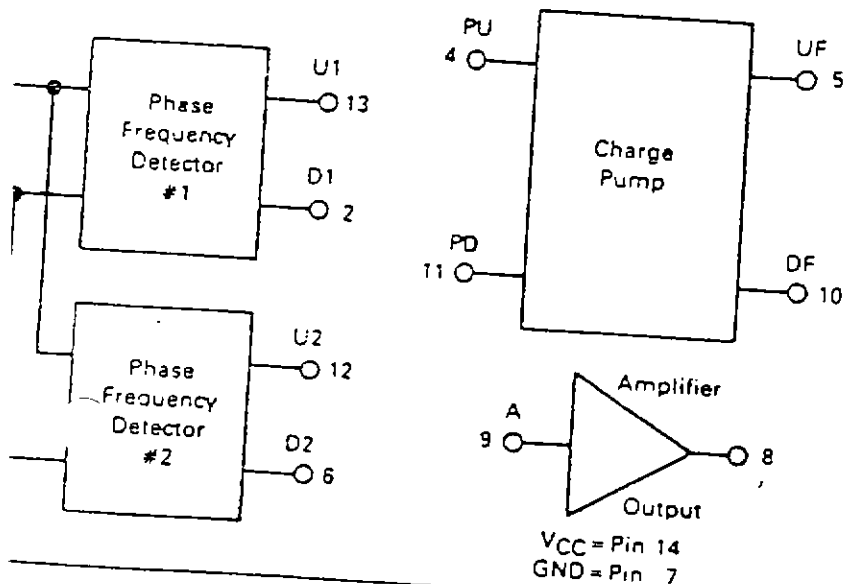 U1
13
Phase
Frequency
Detector
#1
D1
2
U2
12
Phase
Frequency
Detector
#2
D2
6
PU
4
UF
5
Charge
Pump
PD
11
DF
10
Amplifier
A
9
8
Output
VCC = Pin 14
GND = Pin 7